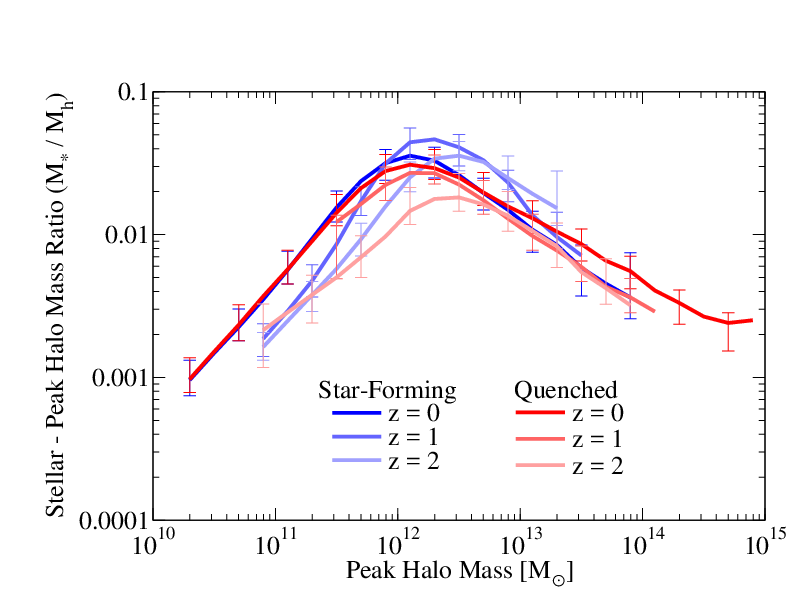 Stellar - Peak Halo Mass Ratio (M* / Mh)
0.1
0.01
0.001
0.0001
Star-Forming
z = 0
z = 1
z = 2
Quenched
z = 0
z = 1
z = 2
10^10 10^11 10^12 10^13 10^14 10^15
Peak Halo Mass [M⊙]